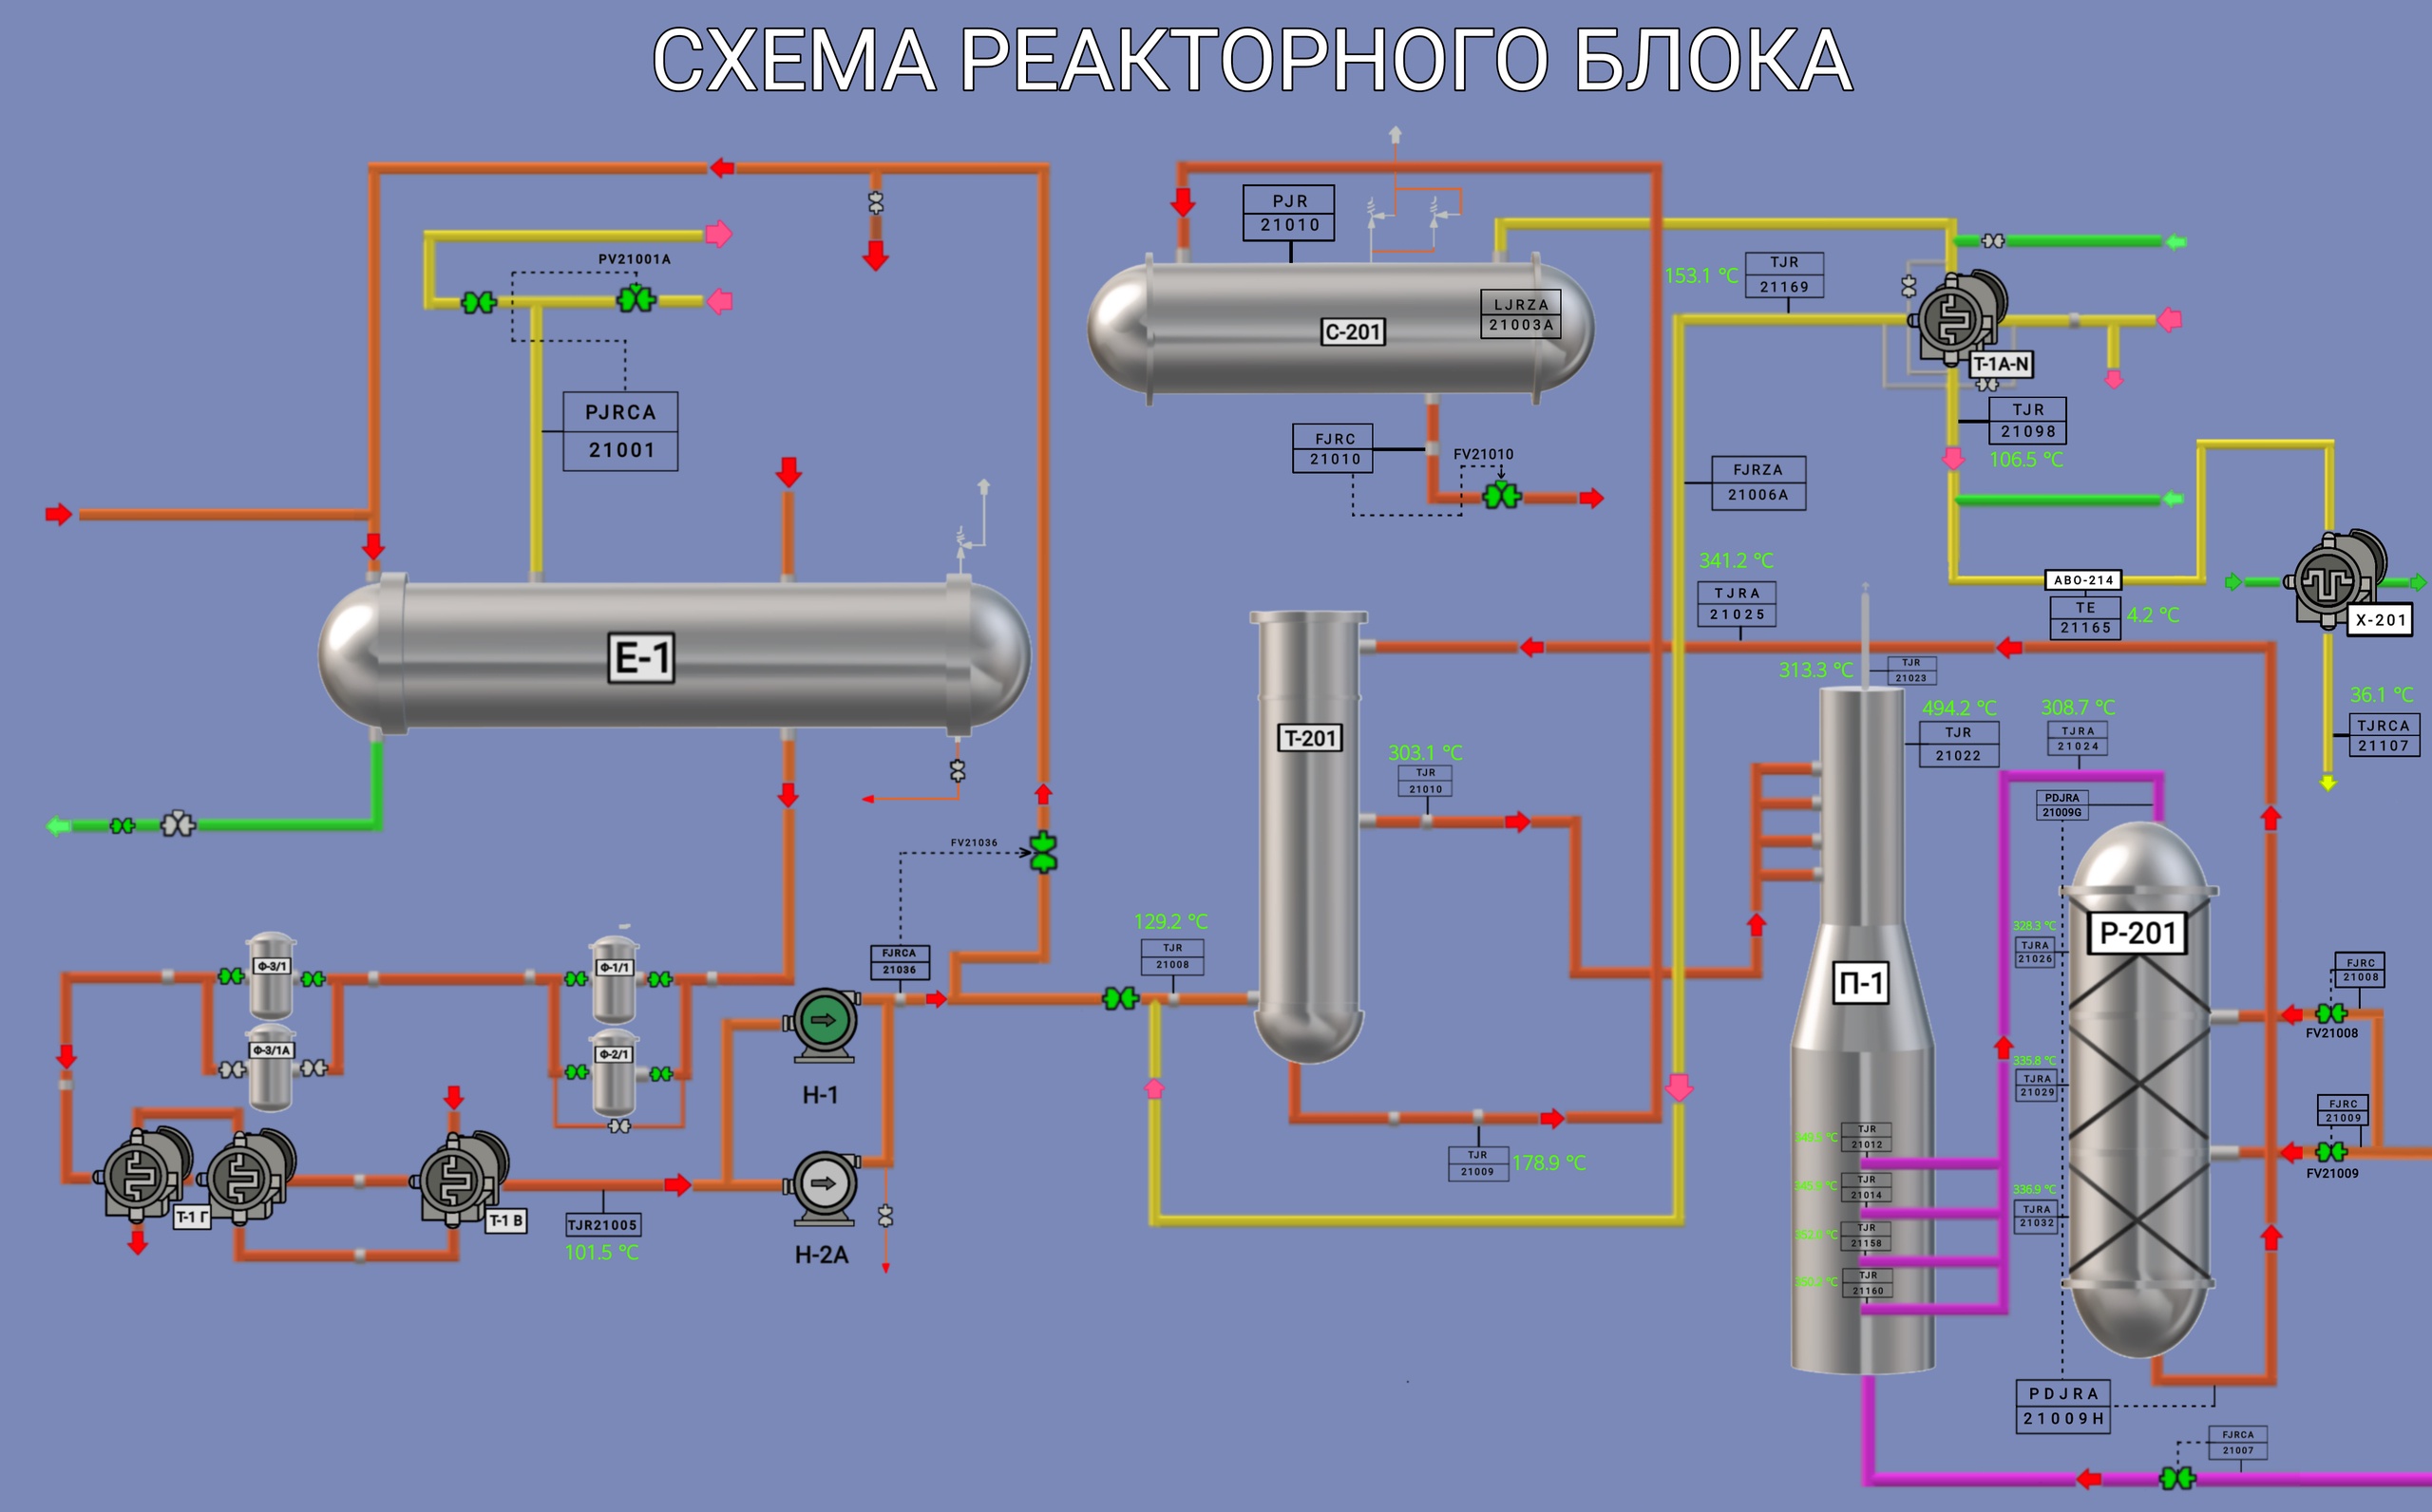 СХЕМА РЕАКТОРНОГО БЛОКА
PV21001A
PJRCA
21001
E-1
PJR
21010
LJRZA
21003A
C-201
FJRC
21010
FV21010
153.1 °C
TJR
21169
T-1A-N
TJR
21098
106.5 °C
FJRZA
21006A
341.2 °C
TJRA
21025
АВО-214
TE
21165
4.2 °C
X-201
36.1 °C
TJRCA
21107
313.3 °C
TJR
21023
494.2 °C
TJR
21022
308.7 °C
TJRA
21024
PDJRA
21009G
T-201
303.1 °C
TJR
21010
FV21036
FJRCA
21036
129.2 °C
TJR
21008
Ф-3/1
Ф-3/1А
Ф-1/1
Ф-2/1
Н-1
Н-2А
Т-1 Г
Т-1 В
TJR21005
101.5 °C
TJR
21009
178.9 °C
П-1
TJR
21012
TJR
21014
TJR
21158
TJR
21160
P-201
328.3 °C
TJRA
21026
335.8 °C
TJRA
21029
336.9 °C
TJRA
21032
FJRC
21008
FV21008
FJRC
21009
FV21009
PDJRA
21009H
FJRCA
21007